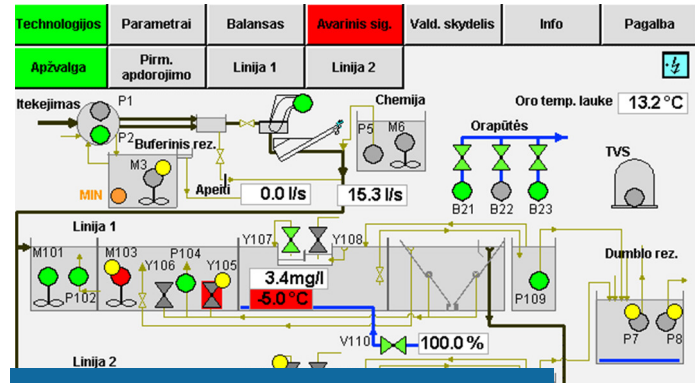 Technologijos Parametrai Balansas Avarinis sig. Vald. skydelis Info Pagalba
Apžvalga Pirm. apdorojimo Linija 1 Linija 2
Itekejimas P1 Chemija Oro temp. lauke 13.2 °C
P2 P5 M6 Orapūtės
Buferinis rez. TVS
M3
MIN Apeiti 0.0 l/s 15.3 l/s B21 B22 B23
Linija 1
Y107 Y108
M101 M103 P104 Dumblo rez.
Y106 Y105
3.4mg/l
P102 -5.0 °C P109
V110 100.0 % P7 P8
Linija 2